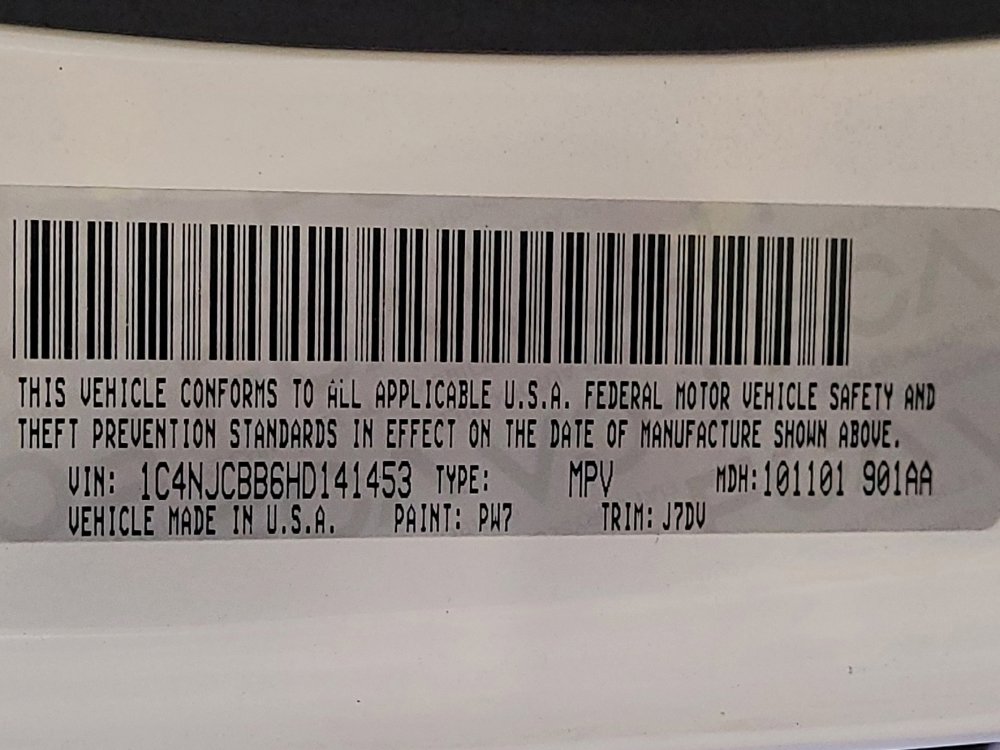 THIS VEHICLE CONFORMS TO ALL APPLICABLE U.S.A. FEDERAL MOTOR VEHICLE SAFETY AND
THEFT PREVENTION STANDARDS IN EFFECT ON THE DATE OF MANUFACTURE SHOWN ABOVE.
VIN: 1C4NJCBB6HD141453 TYPE: MPV MDH:101101 901AA
VEHICLE MADE IN U.S.A. PAINT: PW7 TRIM: J7DV